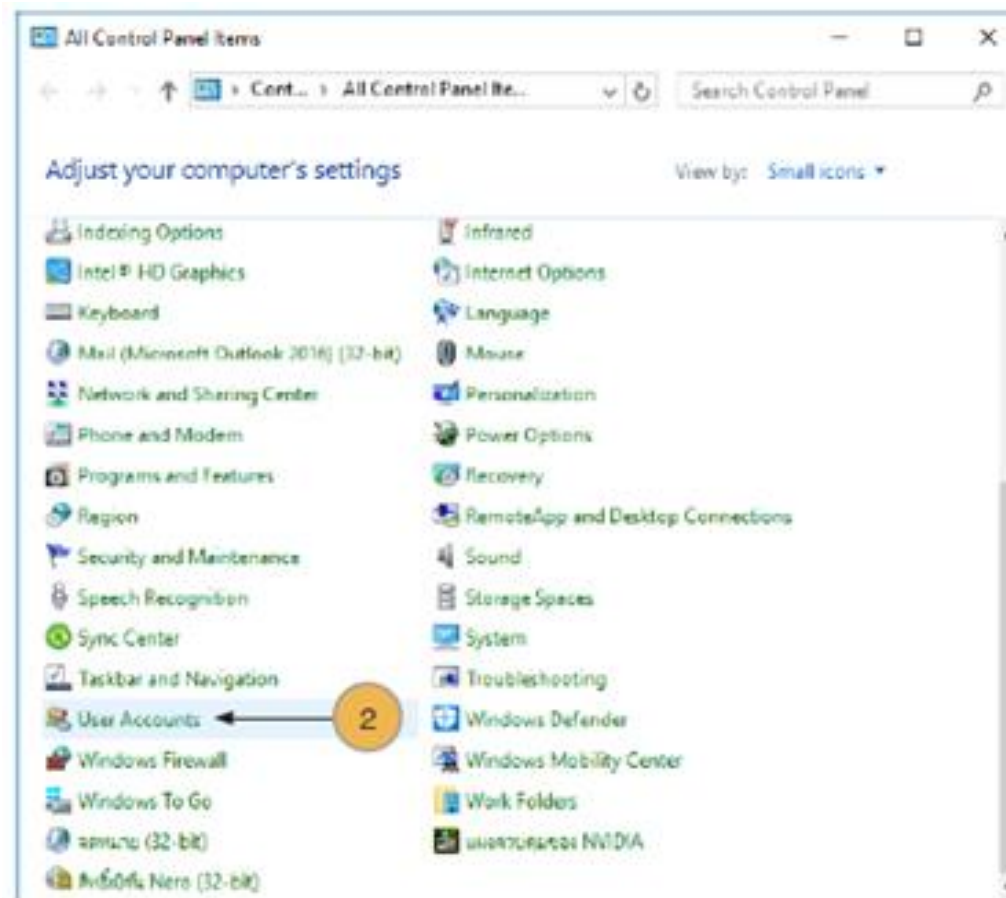 All Control Panel Items
Cont... › All Control Panel Ite...
Search Control Panel
Adjust your computer's settings
View by: Small icons
Indexing Options
Infrared
Intel® HD Graphics
Internet Options
Keyboard
Language
Mail (Microsoft Outlook 2016) (32-bit)
Mouse
Network and Sharing Center
Personalization
Phone and Modem
Power Options
Programs and Features
Recovery
Region
RemoteApp and Desktop Connections
Security and Maintenance
Sound
Speech Recognition
Storage Spaces
Sync Center
System
Taskbar and Navigation
Troubleshooting
User Accounts
2
Windows Defender
Windows Firewall
Windows Mobility Center
Windows To Go
Work Folders
(32-bit)
NVIDIA
Nero (32-bit)